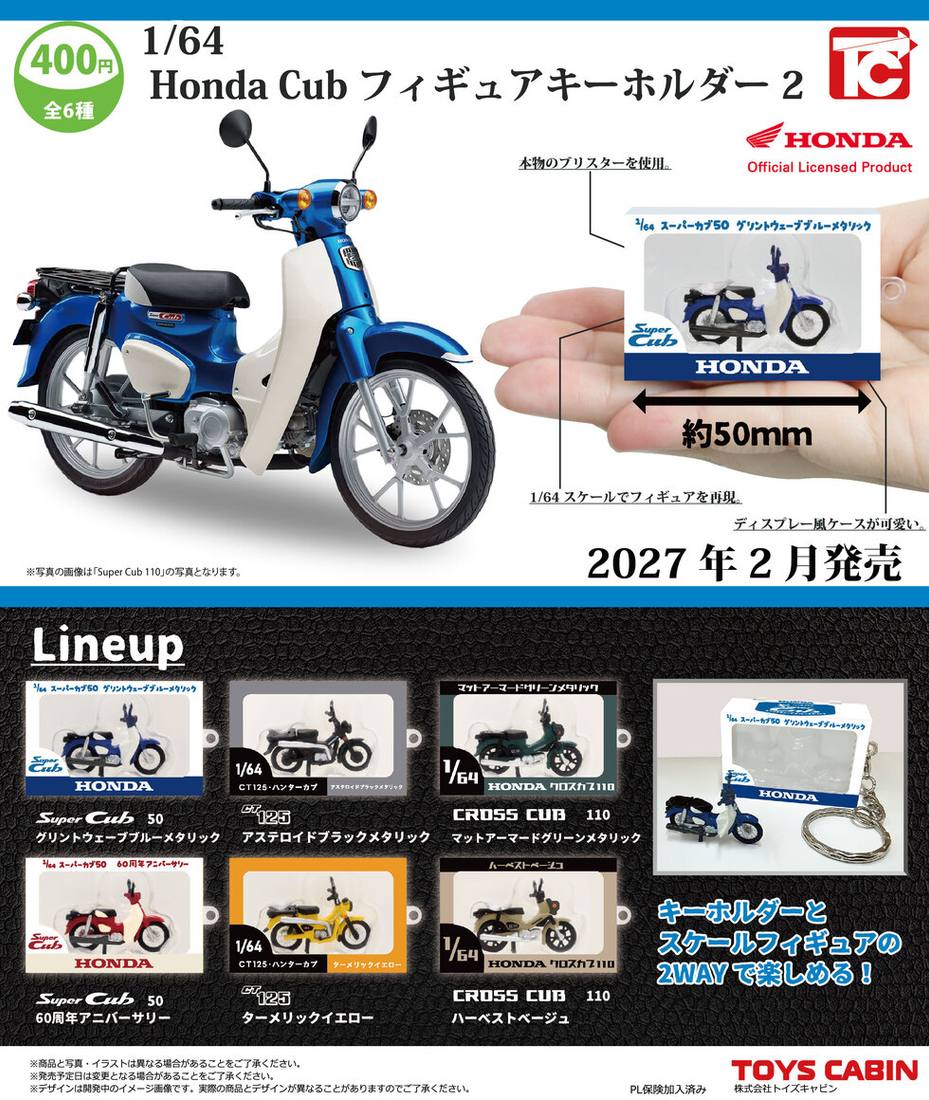 400円
全6種
1/64
Honda Cub フィギュアキーホルダー 2
TC
HONDA
Official Licensed Product
本物のブリスターを使用。
1/64 スーパーカブ50 グリントウェーブブルーメタリック
Super Cub
HONDA
約50mm
1/64 スケールでフィギュアを再現。
ディスプレー風ケースが可愛い。
※写真の画像は「Super Cub 110」の写真となります。
2027年2月発売
Lineup
1/64 スーパーカブ50 グリントウェーブブルーメタリック
Super Cub
HONDA
Super Cub 50
グリントウェーブブルーメタリック
1/64
CT125・ハンターカブ
アステロイドブラックメタリック
CT125
アステロイドブラックメタリック
マットアーマードグリーンメタリック
1/64
HONDA クロスカブ110
CROSS CUB 110
マットアーマードグリーンメタリック
1/64 スーパーカブ50 グリントウェーブブルーメタリック
Super Cub
HONDA
1/64 スーパーカブ50 60周年アニバーサリー
Super Cub
HONDA
Super Cub 50
60周年アニバーサリー
1/64
CT125・ハンターカブ
ターメリックイエロー
CT125
ターメリックイエロー
ハーベストベージュ
1/64
HONDA クロスカブ110
CROSS CUB 110
ハーベストベージュ
キーホルダーと
スケールフィギュアの
2WAYで楽しめる！
※商品と写真・イラストは異なる場合があることをご了承ください。
※発売予定日は変更となる場合があることをご了承ください。
※デザインは開発中のイメージ画像です。実際の商品とデザインが異なることがありますのでご了承ください。
PL保険加入済み
TOYS CABIN
株式会社トイズキャビン